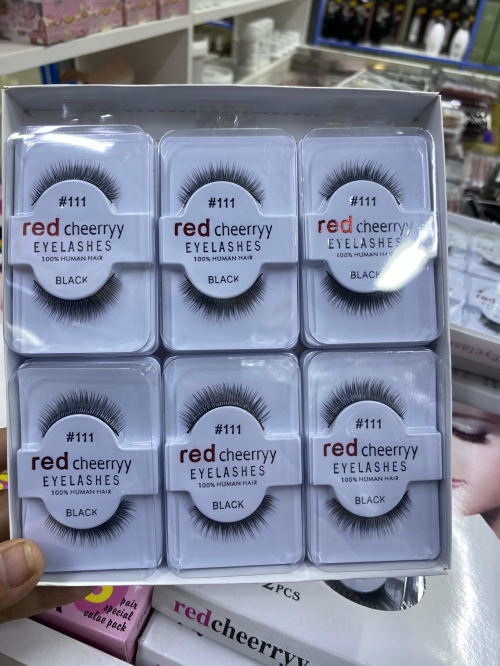 #111
red cheerryy
EYELASHES
100% HUMAN HAIR
BLACK
#111
red cheerryy
EYELASHES
100% HUMAN HAIR
BLACK
#111
red cheerryy
EYELASHES
100% HUMAN HAIR
BLACK
#111
red cheerryy
EYELASHES
100% HUMAN HAIR
BLACK
#111
red cheerryy
EYELASHES
100% HUMAN HAIR
BLACK
#111
red cheerryy
EYELASHES
100% HUMAN HAIR
BLACK
pair
special
value pack
2PCS
redcheerryy